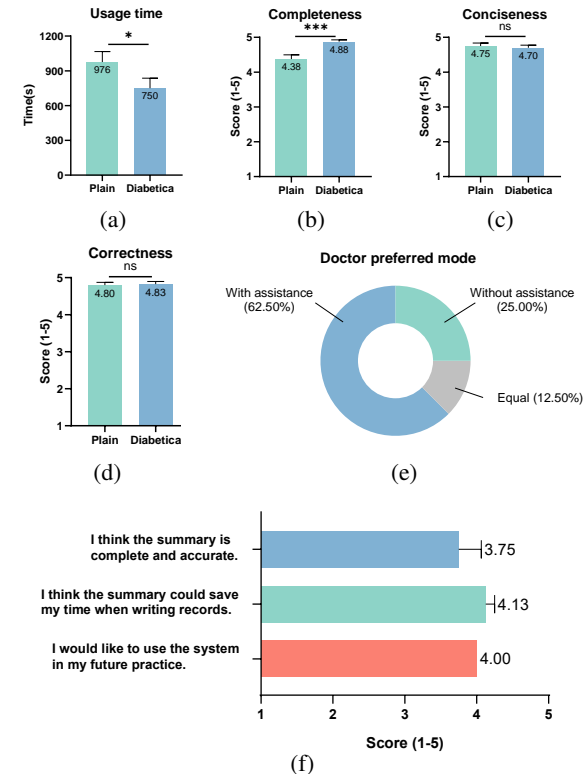 Usage time
*
1200
900
600
300
0
Time(s)
976
750
Plain
Diabetica
(a)
Completeness
***
5
4
3
2
1
Score (1-5)
4.38
4.88
Plain
Diabetica
(b)
Conciseness
ns
5
4
3
2
1
Score (1-5)
4.75
4.70
Plain
Diabetica
(c)
Correctness
ns
5
4
3
2
1
Score (1-5)
4.80
4.83
Plain
Diabetica
(d)
Doctor preferred mode
With assistance
(62.50%)
Without assistance
(25.00%)
Equal (12.50%)
(e)
I think the summary is
complete and accurate.
3.75
I think the summary could save
my time when writing records.
4.13
I would like to use the system
in my future practice.
4.00
1
2
3
4
5
Score (1-5)
(f)